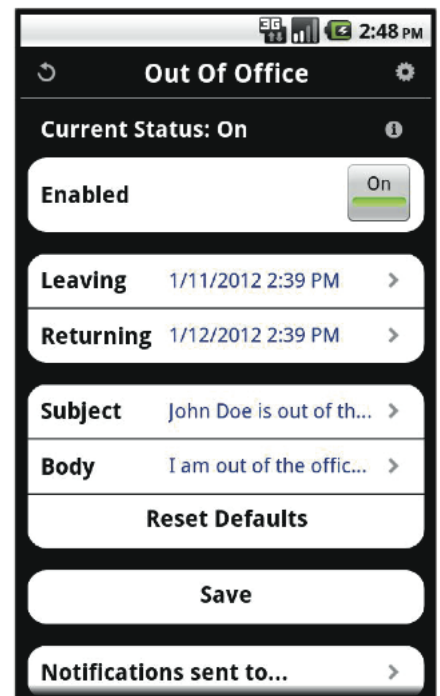 3G 2:48 PM
Out Of Office
Current Status: On
Enabled On
Leaving 1/11/2012 2:39 PM
Returning 1/12/2012 2:39 PM
Subject John Doe is out of th...
Body I am out of the offic...
Reset Defaults
Save
Notifications sent to...